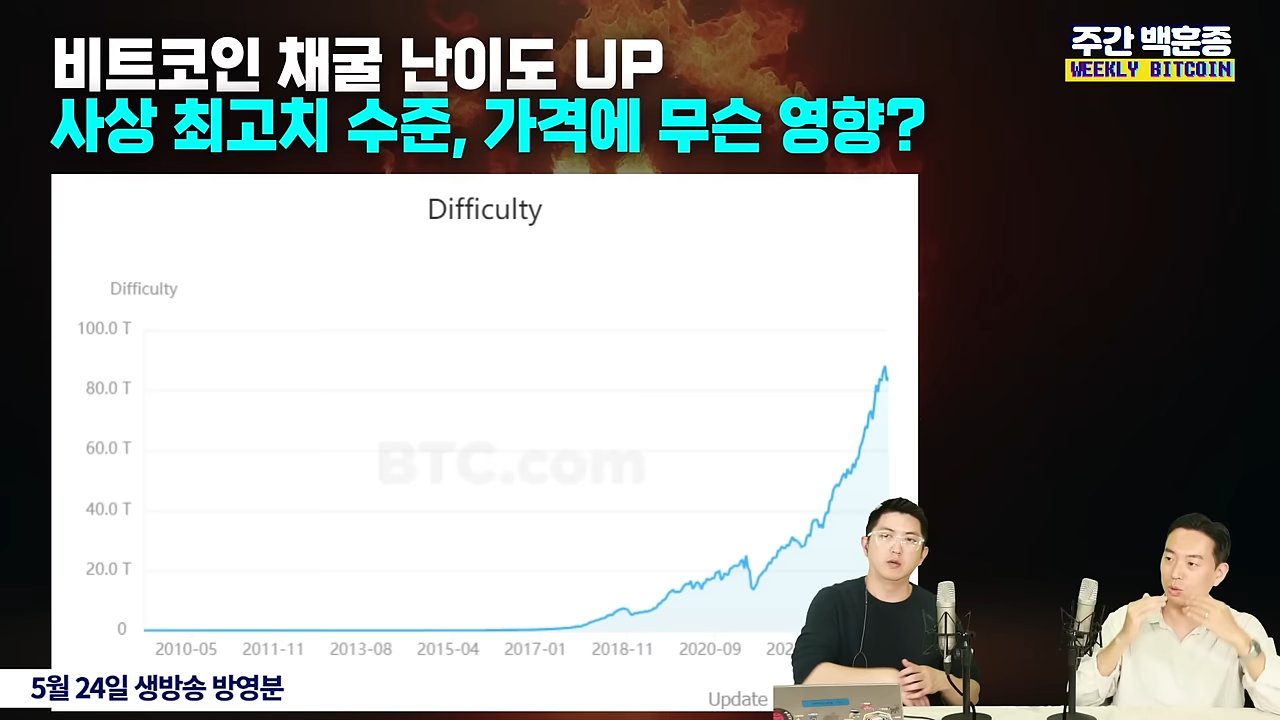 비트코인 채굴 난이도 UP
사상 최고치 수준, 가격에 무슨 영향?
주간 백훈종
WEEKLY BITCOIN
Difficulty
Difficulty
100.0 T
80.0 T
60.0 T
40.0 T
20.0 T
0
BTC.com
2010-05 2011-11 2013-08 2015-04 2017-01 2018-11 2020-09
Update
5월 24일 생방송 방영분